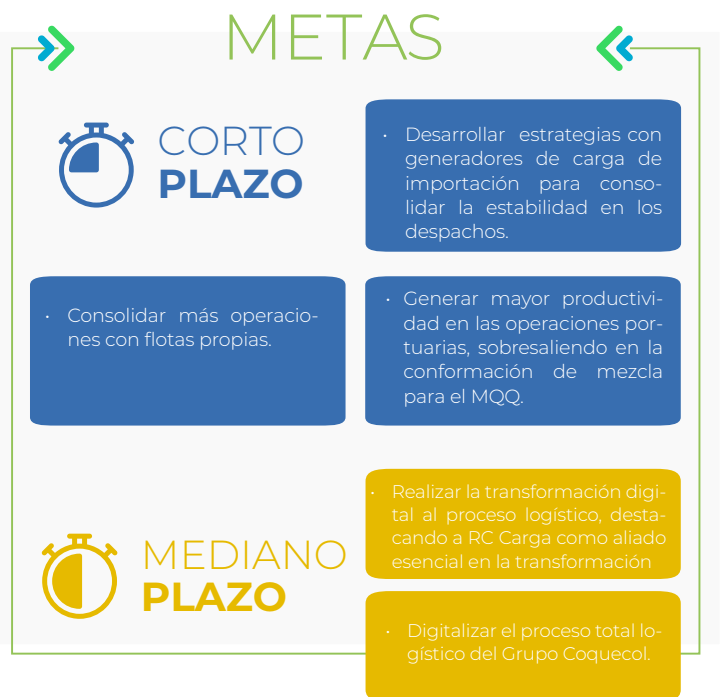 METAS
CORTO
PLAZO
• Desarrollar estrategias con
generadores de carga de
importación para conso-
lidar la estabilidad en los
despachos.
• Consolidar más operacio-
nes con flotas propias.
• Generar mayor productivi-
dad en las operaciones por-
tuarias, sobresaliendo en la
conformación de mezcla
para el MQQ.
MEDIANO
PLAZO
• Realizar la transformación digi-
tal al proceso logístico, desta-
cando a RC Carga como aliado
esencial en la transformación
• Digitalizar el proceso total lo-
gístico del Grupo Coquecol.